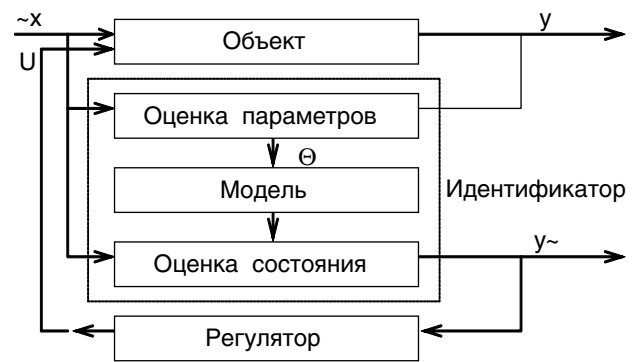 ~x
y
U
Объект
Оценка параметров
Θ
Модель
Идентификатор
y~
Оценка состояния
Регулятор